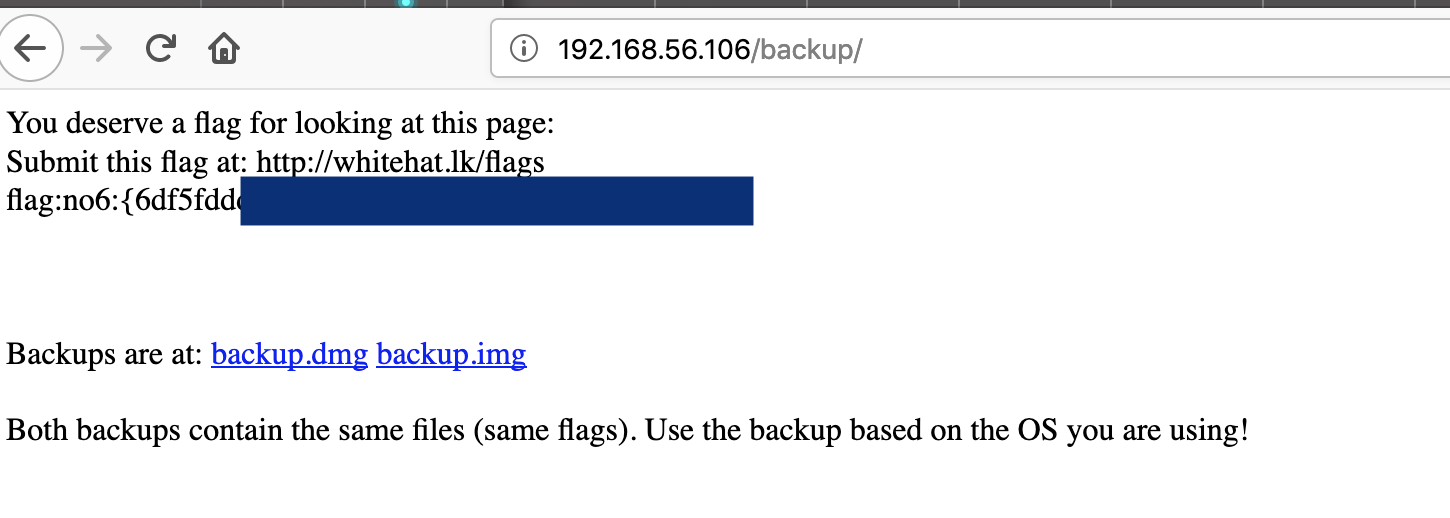 192.168.56.106/backup/
You deserve a flag for looking at this page:
Submit this flag at: http://whitehat.lk/flags
flag:no6:{6df5fdd
Backups are at: backup.dmg backup.img
Both backups contain the same files (same flags). Use the backup based on the OS you are using!